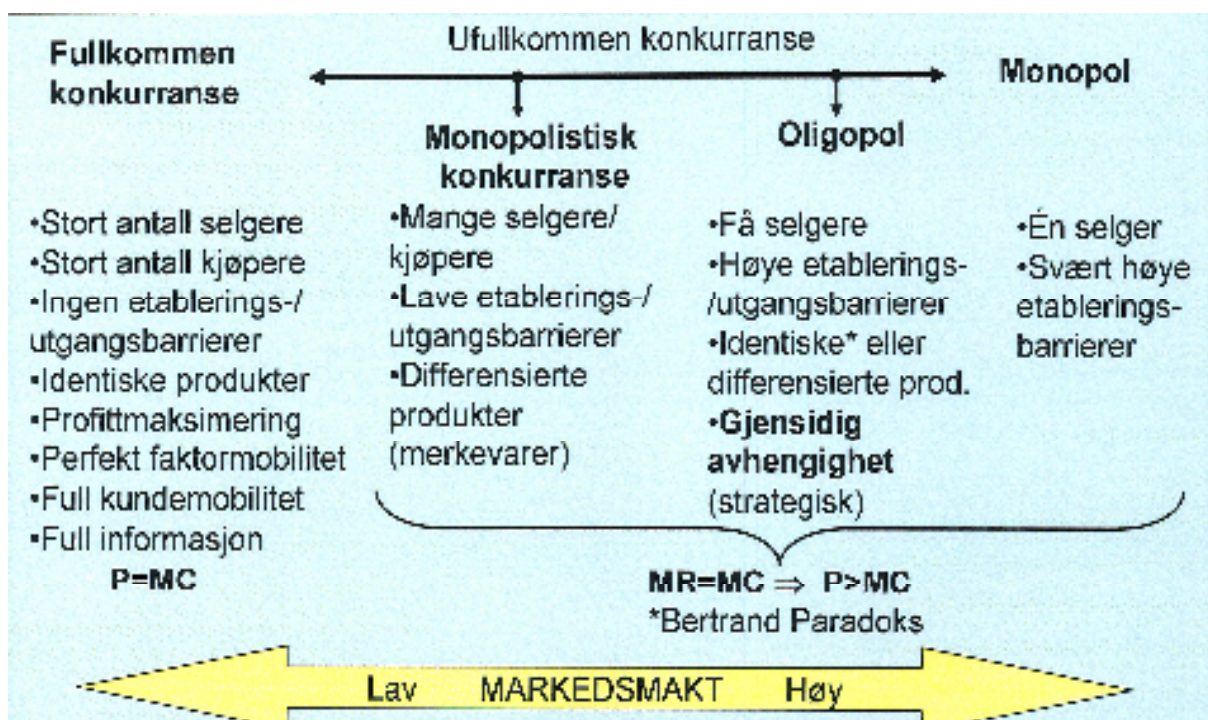 Ufullkommen konkurranse
Fullkommen
konkurranse
Monopol
Monopolistisk
konkurranse
Oligopol
•Stort antall selgere
•Stort antall kjøpere
•Ingen etablerings-/
utgangsbarrierer
•Identiske produkter
•Profittmaksimering
•Perfekt faktormobilitet
•Full kundemobilitet
•Full informasjon
P=MC
•Mange selgere/
kjøpere
•Lave etablerings-/
utgangsbarrierer
•Differensierte
produkter
(merkevarer)
•Få selgere
•Høye etablerings-
/utgangsbarrierer
•Identiske* eller
differensierte prod.
•Gjensidig
avhengighet
(strategisk)
•Én selger
•Svært høye
etablerings-
barrierer
MR=MC ⇒ P>MC
*Bertrand Paradoks
Lav MARKEDSMAKT Høy